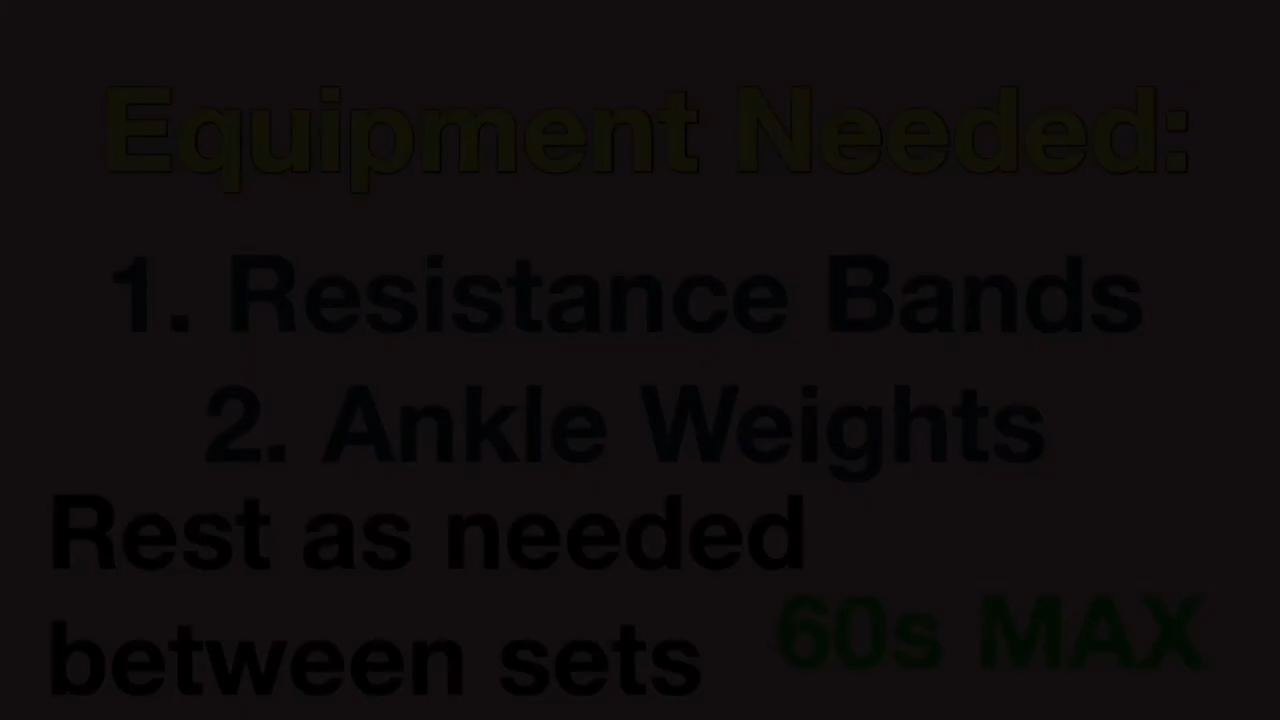 Equipment Needed:
1. Resistance Bands
2. Ankle Weights
Rest as needed
between sets 60s MAX